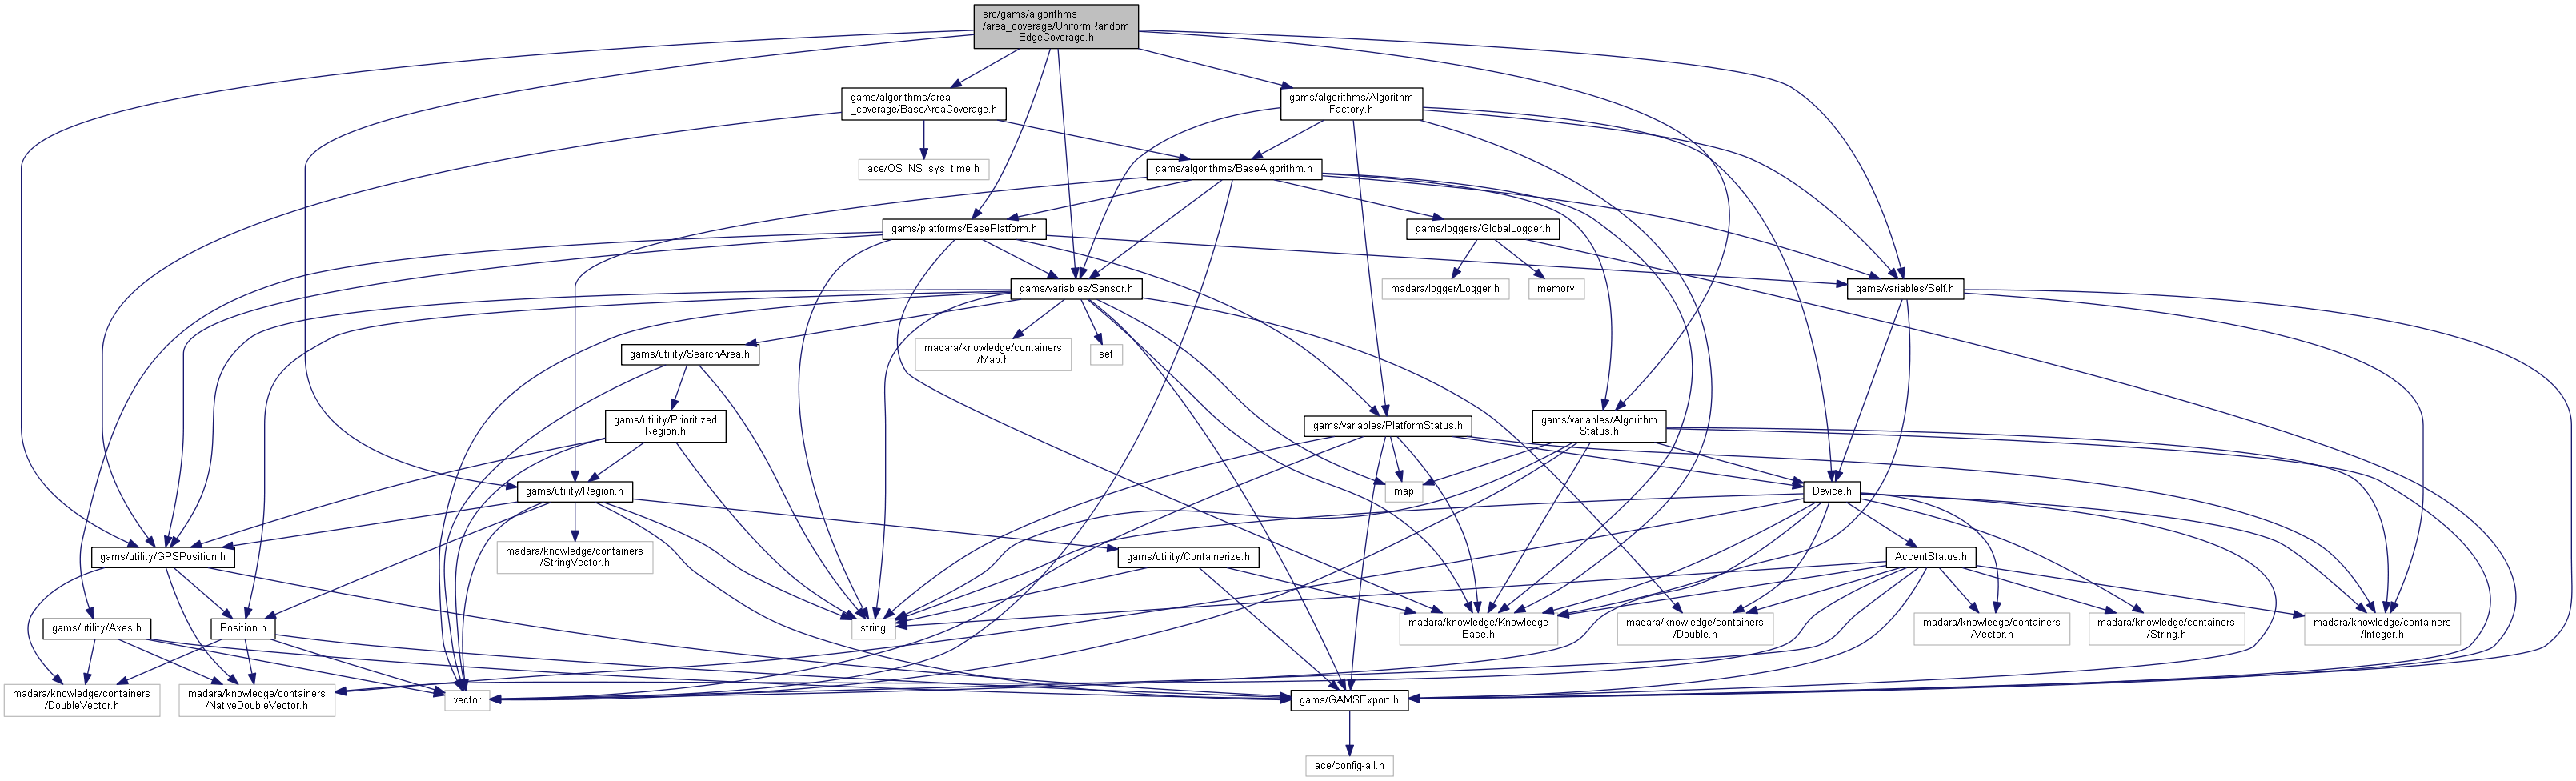 src/gams/algorithms
/area_coverage/UniformRandom
EdgeCoverage.h
gams/algorithms/area
_coverage/BaseAreaCoverage.h
gams/algorithms/Algorithm
Factory.h
ace/OS_NS_sys_time.h
gams/algorithms/BaseAlgorithm.h
gams/platforms/BasePlatform.h
gams/loggers/GlobalLogger.h
gams/variables/Sensor.h
madara/logger/Logger.h
memory
gams/variables/Self.h
gams/utility/SearchArea.h
madara/knowledge/containers
/Map.h
set
gams/utility/Prioritized
Region.h
gams/variables/PlatformStatus.h
gams/variables/Algorithm
Status.h
gams/utility/Region.h
map
Device.h
gams/utility/GPSPosition.h
madara/knowledge/containers
/StringVector.h
gams/utility/Containerize.h
AccentStatus.h
gams/utility/Axes.h
Position.h
string
madara/knowledge/Knowledge
Base.h
madara/knowledge/containers
/Double.h
madara/knowledge/containers
/Vector.h
madara/knowledge/containers
/String.h
madara/knowledge/containers
/Integer.h
madara/knowledge/containers
/DoubleVector.h
madara/knowledge/containers
/NativeDoubleVector.h
vector
gams/GAMSExport.h
ace/config-all.h